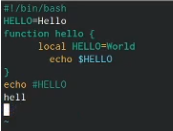 #!/bin/bash
HELLO=Hello
function hello {
local HELLO=World
echo $HELLO
}
echo #HELLO
hell
~